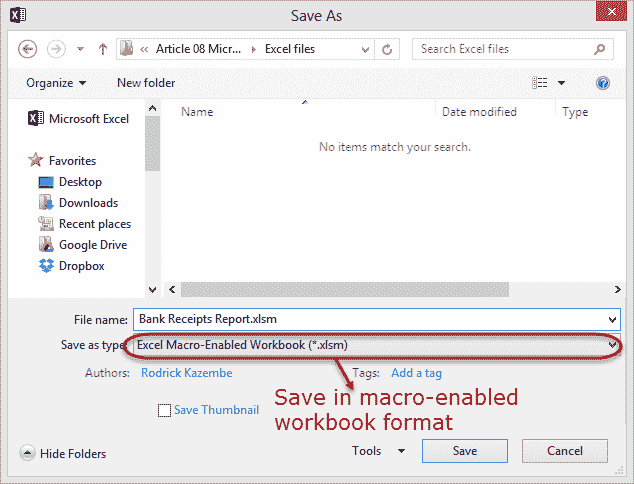 Save As
« Article 08 Micr... Excel files
Search Excel files
Organize New folder
Name Date modified Type
Microsoft Excel
No items match your search.
Favorites
Desktop
Downloads
Recent places
Google Drive
Dropbox
File name: Bank Receipts Report.xlsm
Save as type: Excel Macro-Enabled Workbook (*.xlsm)
Authors: Rodrick Kazembe Tags: Add a tag
Save in macro-enabled
workbook format
Save Thumbnail
Hide Folders Tools Save Cancel